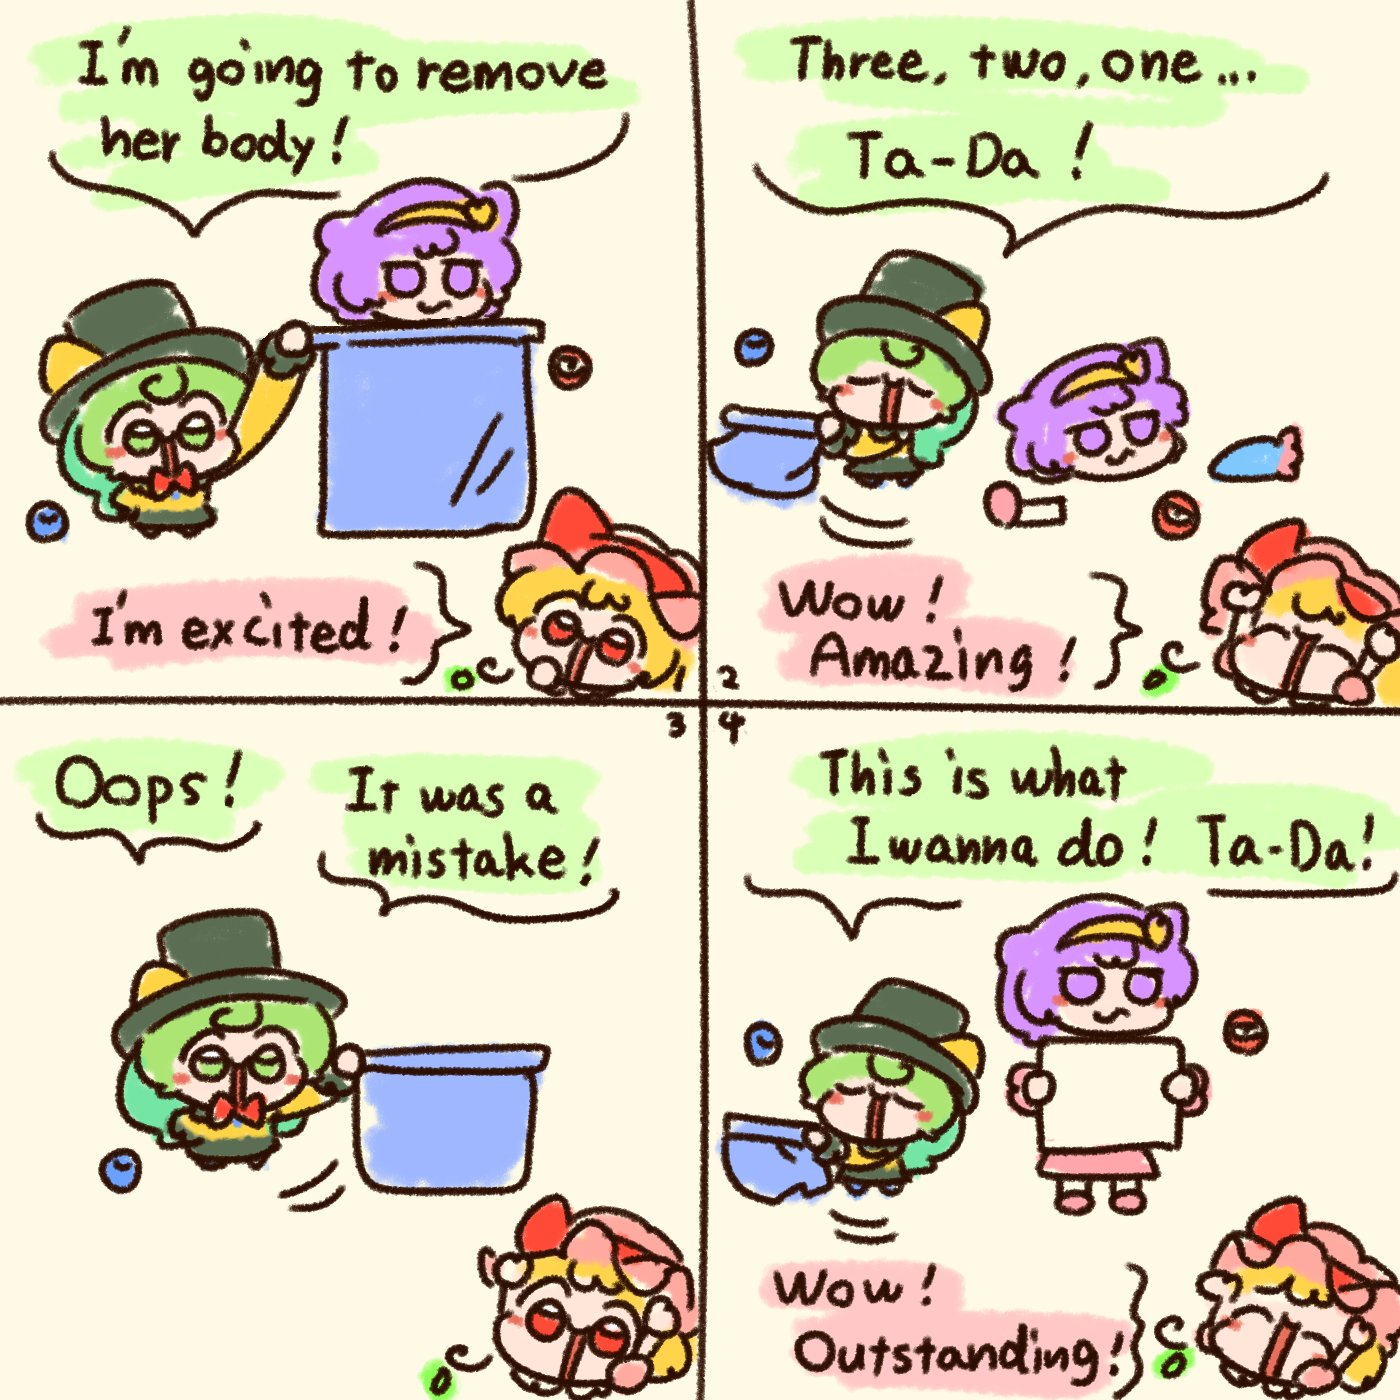 I'm going to remove
her body!
I'm excited!
Three, two, one...
Ta-Da!
Wow!
Amazing!
2
3
Oops!
It was a
mistake!
4
This is what
I wanna do! Ta-Da!
Wow!
Outstanding!